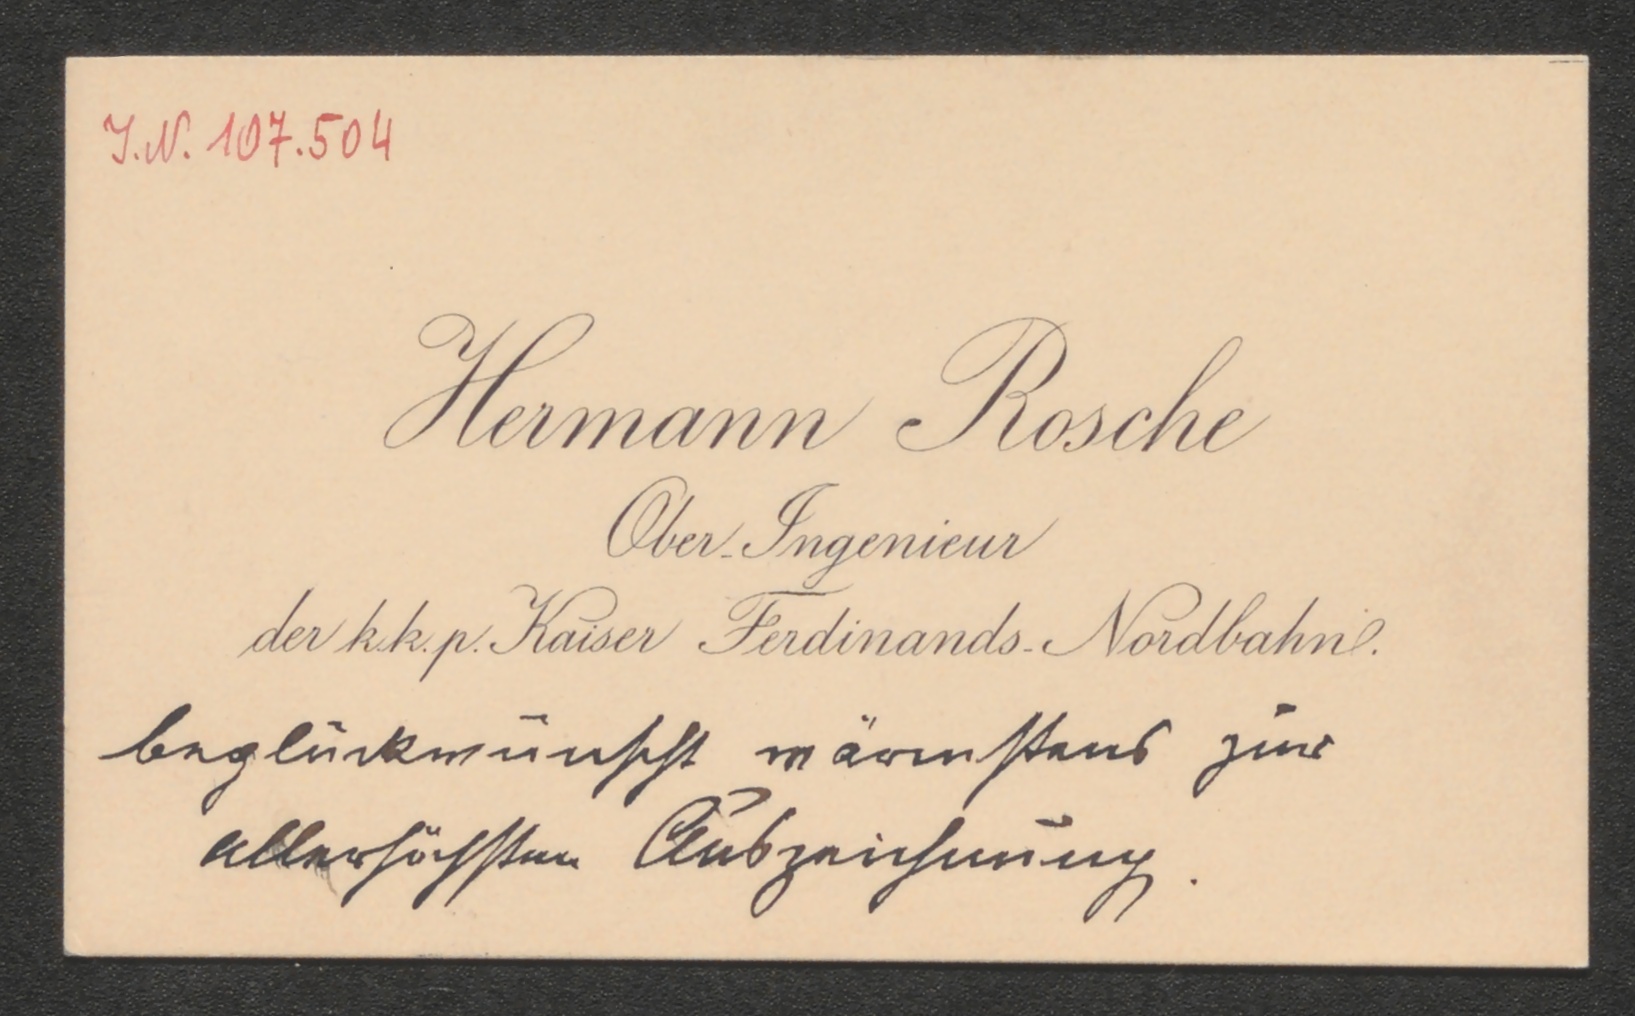 J.N. 107.504
Hermann Rosche
Ober-Ingenieur
der k.k.p. Kaiser Ferdinands-Nordbahn.
beglückwünscht wärmstens zur
allerhöchsten Auszeichnung.